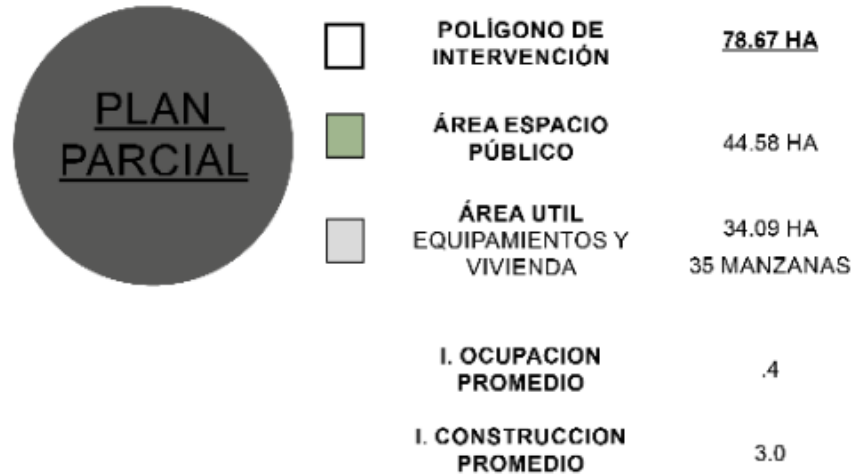 PLAN
PARCIAL
POLÍGONO DE
INTERVENCIÓN
78.67 HA
ÁREA ESPACIO
PÚBLICO
44.58 HA
ÁREA UTIL
EQUIPAMIENTOS Y
VIVIENDA
34.09 HA
35 MANZANAS
I. OCUPACION
PROMEDIO
.4
I. CONSTRUCCION
PROMEDIO
3.0